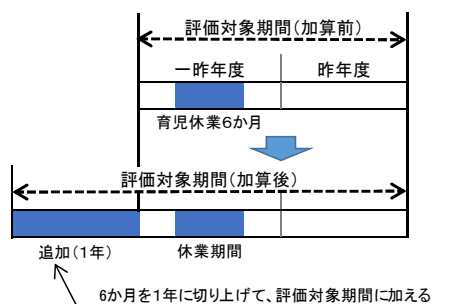 評価対象期間(加算前)
一昨年度 昨年度
育児休業6か月
評価対象期間(加算後)
追加(1年) 休業期間
6か月を1年に切り上げて、評価対象期間に加える